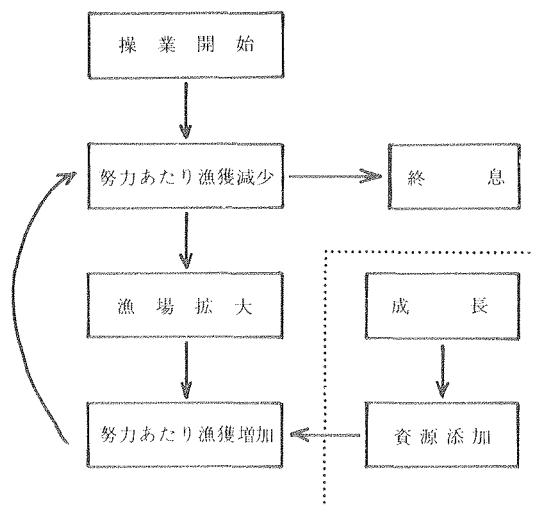 操業開始
努力あたり漁獲減少
終息
漁場拡大
成長
努力あたり漁獲増加
資源添加